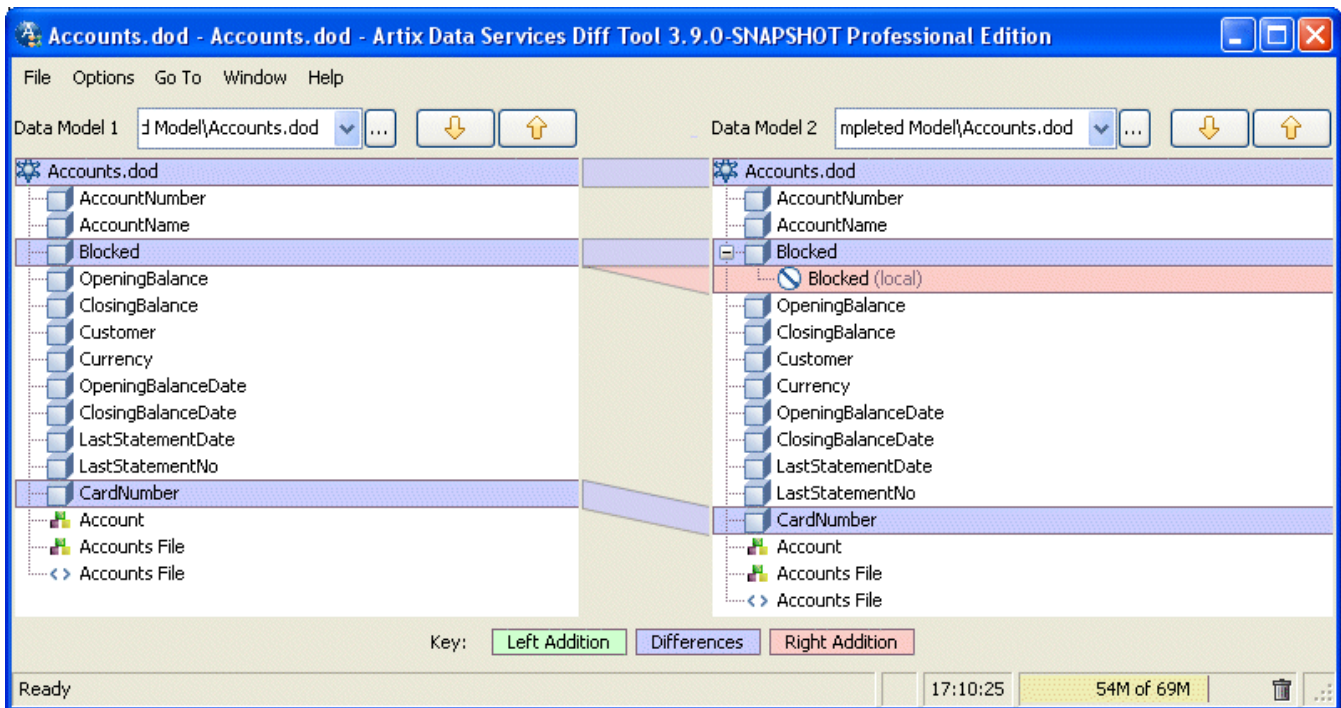 Accounts.dod - Accounts.dod - Artix Data Services Diff Tool 3.9.0-SNAPSHOT Professional Edition
File Options Go To Window Help
Data Model 1 d Model\Accounts.dod ...
Data Model 2 mpleted Model\Accounts.dod ...
Accounts.dod
AccountNumber
AccountName
Blocked
OpeningBalance
ClosingBalance
Customer
Currency
OpeningBalanceDate
ClosingBalanceDate
LastStatementDate
LastStatementNo
CardNumber
Account
Accounts File
<> Accounts File
Accounts.dod
AccountNumber
AccountName
Blocked
Blocked (local)
OpeningBalance
ClosingBalance
Customer
Currency
OpeningBalanceDate
ClosingBalanceDate
LastStatementDate
LastStatementNo
CardNumber
Account
Accounts File
<> Accounts File
Key: Left Addition Differences Right Addition
Ready 17:10:25 54M of 69M